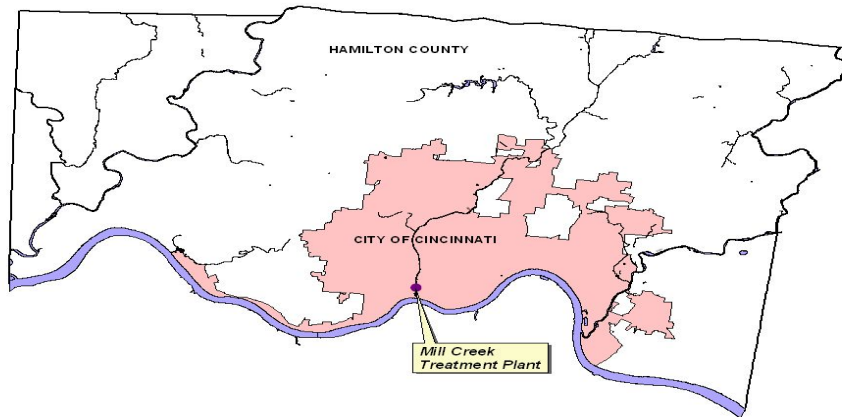 HAMILTON COUNTY
CITY OF CINCINNATI
Mill Creek
Treatment Plant